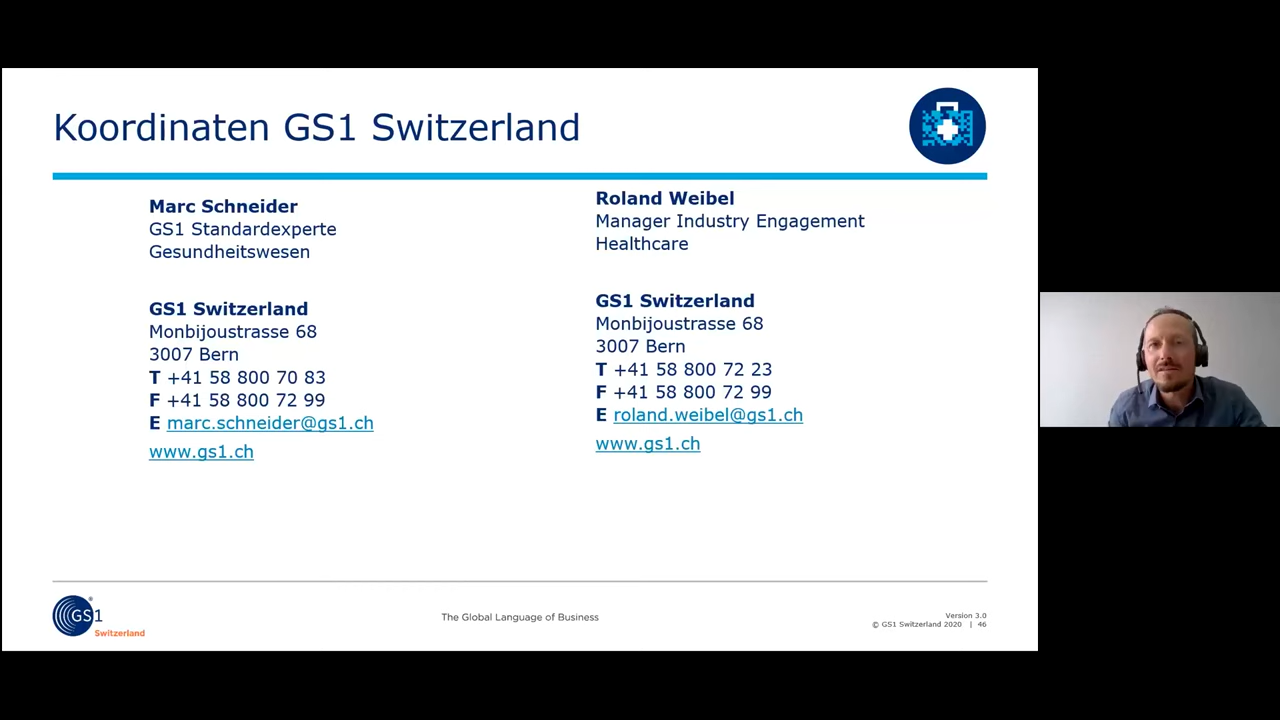 Koordinaten GS1 Switzerland
Marc Schneider
GS1 Standardexperte
Gesundheitswesen
GS1 Switzerland
Monbijoustrasse 68
3007 Bern
T +41 58 800 70 83
F +41 58 800 72 99
E marc.schneider@gs1.ch
www.gs1.ch
Roland Weibel
Manager Industry Engagement
Healthcare
GS1 Switzerland
Monbijoustrasse 68
3007 Bern
T +41 58 800 72 23
F +41 58 800 72 99
E roland.weibel@gs1.ch
www.gs1.ch
GS1 ®
Switzerland
The Global Language of Business
Version 3.0
© GS1 Switzerland 2020 | 46